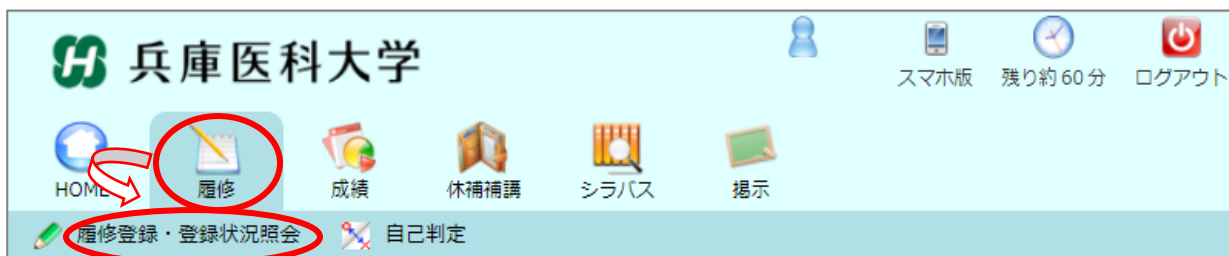 兵庫医科大学
スマホ版 残り約60分 ログアウト
HOME 履修 成績 休補補講 シラバス 掲示
履修登録・登録状況照会 自己判定